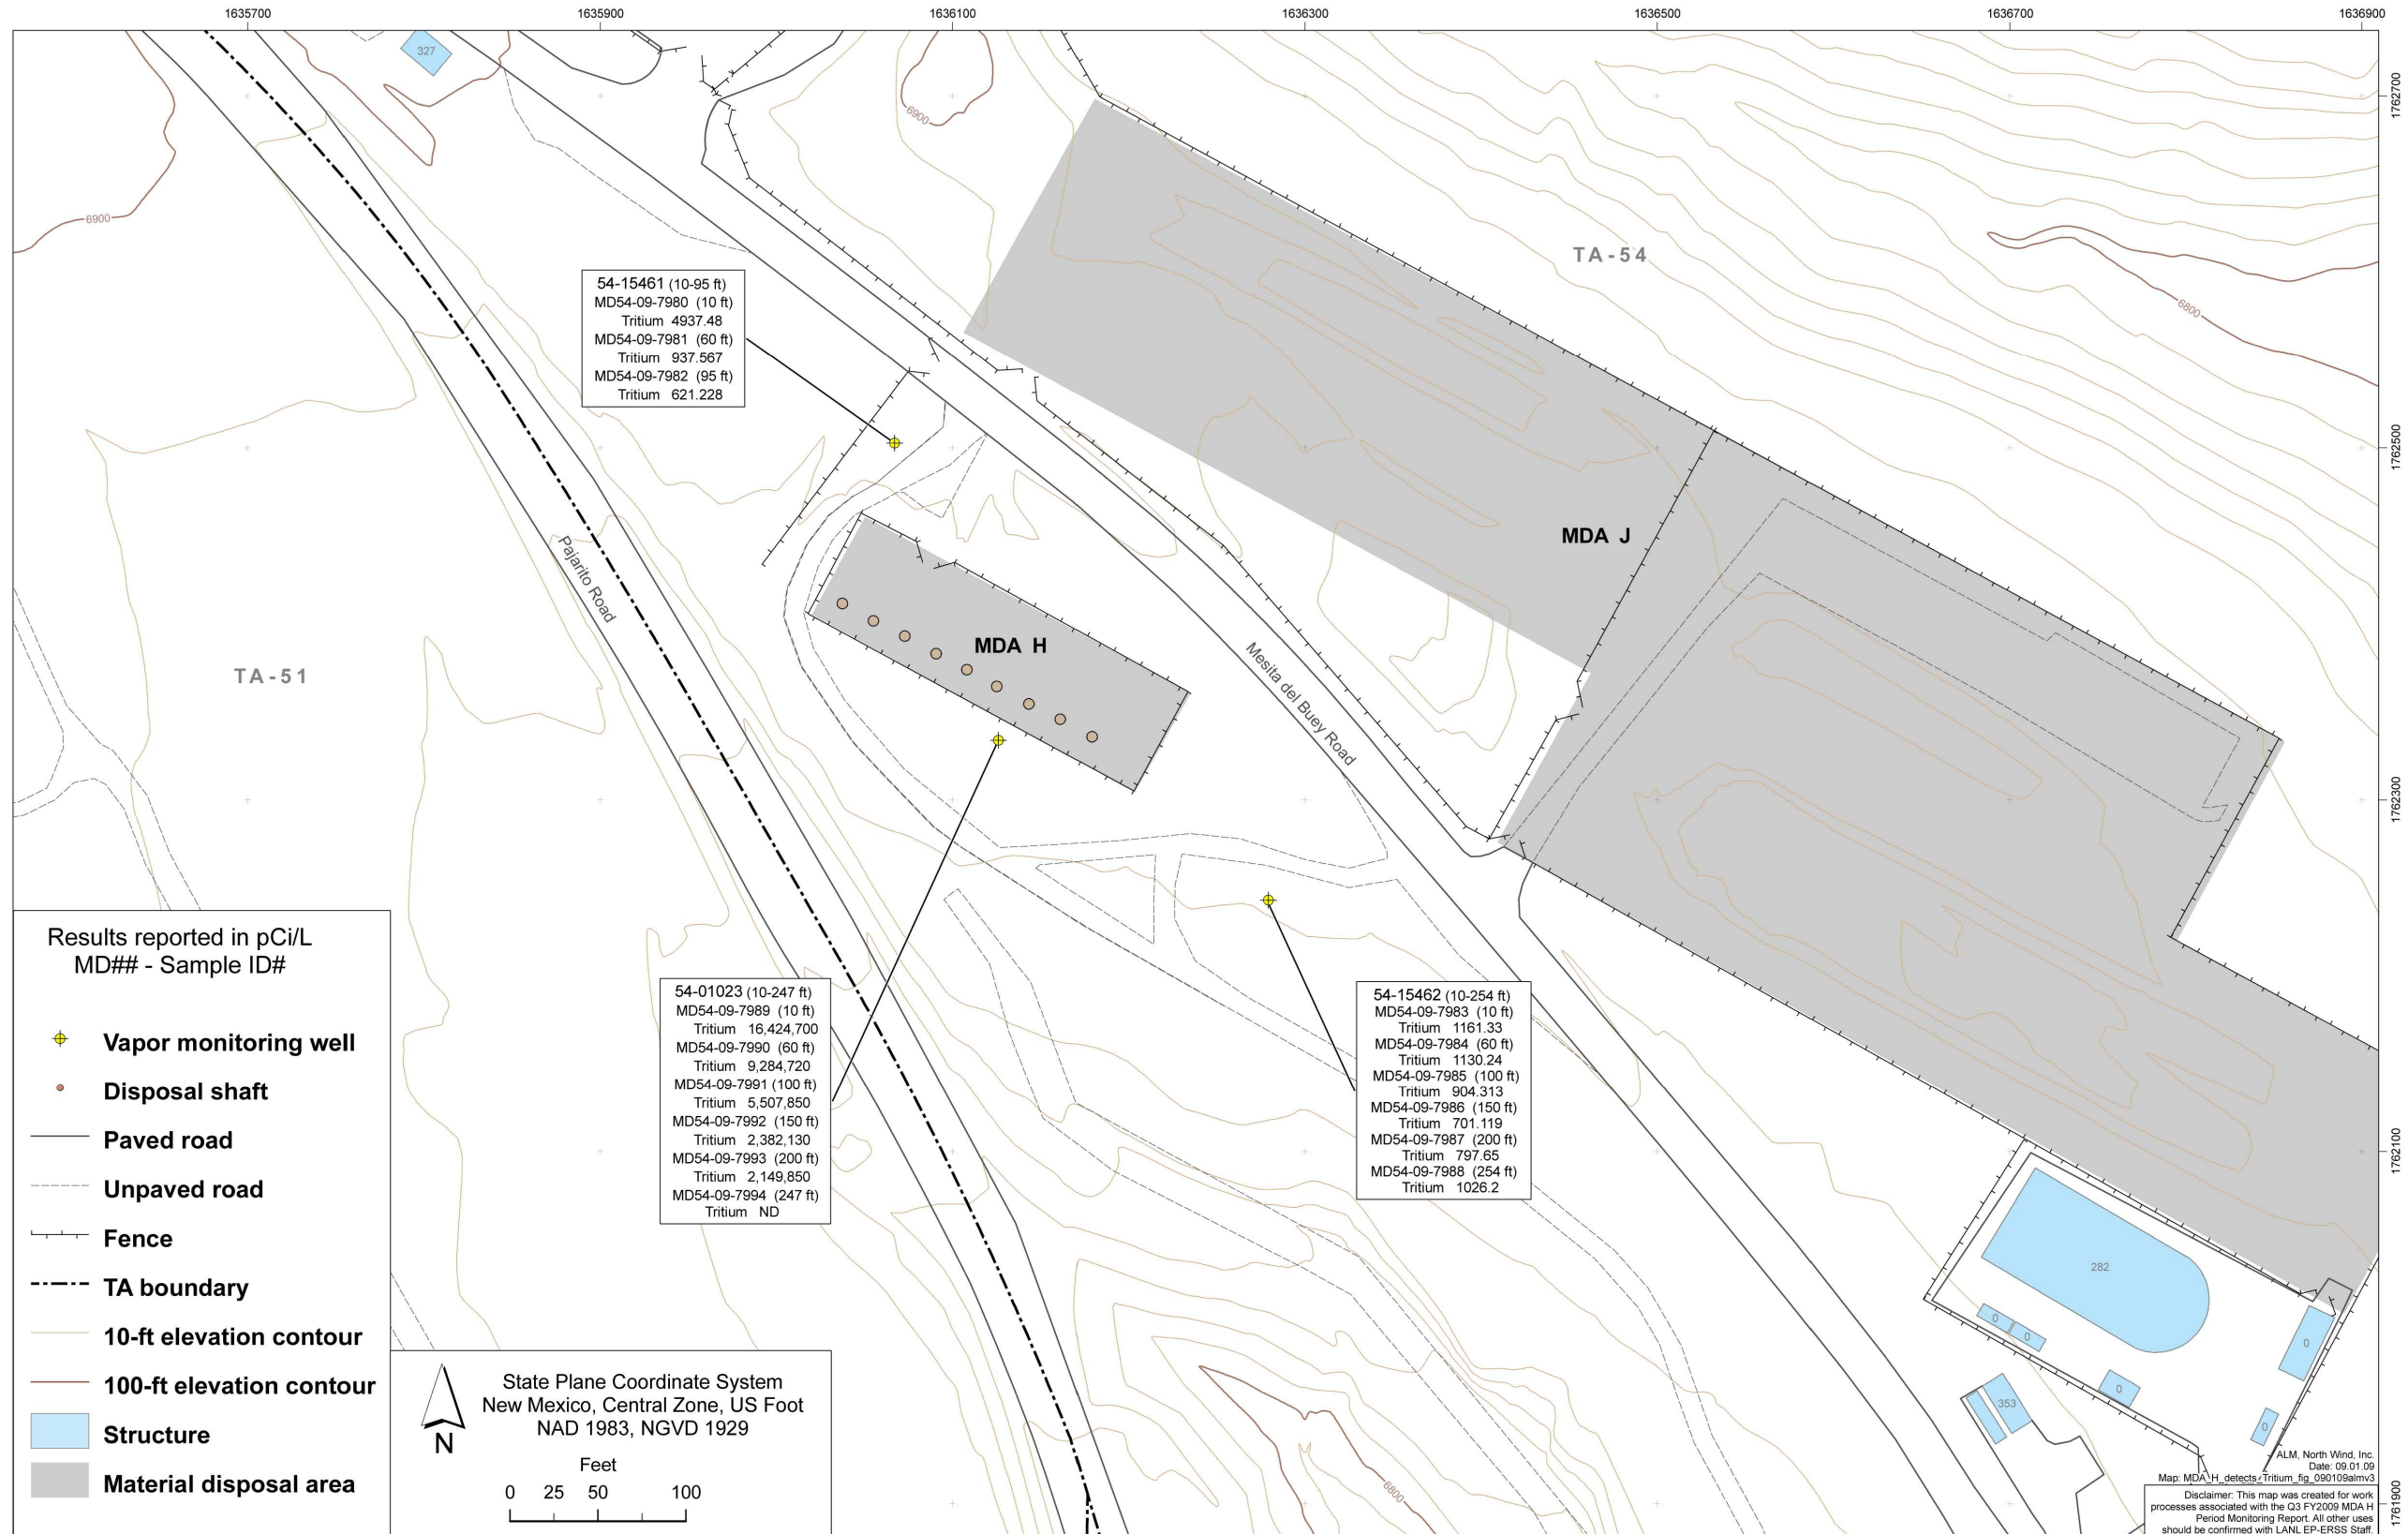 1635700 1635900 1636100 1636300 1636500 1636700 1636900
1762700
1762500
1762300
1762100
1761900
327
6900
6900
TA-54
6800
54-15461 (10-95 ft)
MD54-09-7980 (10 ft)
Tritium 4937.48
MD54-09-7981 (60 ft)
Tritium 937.567
MD54-09-7982 (95 ft)
Tritium 621.228
MDA J
Pajarito Road
MDA H
Mesita del Buey Road
TA-51
54-01023 (10-247 ft)
MD54-09-7989 (10 ft)
Tritium 16,424,700
MD54-09-7990 (60 ft)
Tritium 9,284,720
MD54-09-7991 (100 ft)
Tritium 5,507,850
MD54-09-7992 (150 ft)
Tritium 2,382,130
MD54-09-7993 (200 ft)
Tritium 2,149,850
MD54-09-7994 (247 ft)
Tritium ND
54-15462 (10-254 ft)
MD54-09-7983 (10 ft)
Tritium 1161.33
MD54-09-7984 (60 ft)
Tritium 1130.24
MD54-09-7985 (100 ft)
Tritium 904.313
MD54-09-7986 (150 ft)
Tritium 701.119
MD54-09-7987 (200 ft)
Tritium 797.65
MD54-09-7988 (254 ft)
Tritium 1026.2
282
0
0
0
0
353
0
6800
Results reported in pCi/L
MD## - Sample ID#
Vapor monitoring well
Disposal shaft
Paved road
Unpaved road
Fence
TA boundary
10-ft elevation contour
100-ft elevation contour
Structure
Material disposal area
N
State Plane Coordinate System
New Mexico, Central Zone, US Foot
NAD 1983, NGVD 1929
Feet
0 25 50 100
ALM, North Wind, Inc.
Date: 09.01.09
Map: MDA_H_detects_Tritium_fig_090109almv3
Disclaimer: This map was created for work
processes associated with the Q3 FY2009 MDA H
Period Monitoring Report. All other uses
should be confirmed with LANL EP-ERSS Staff.